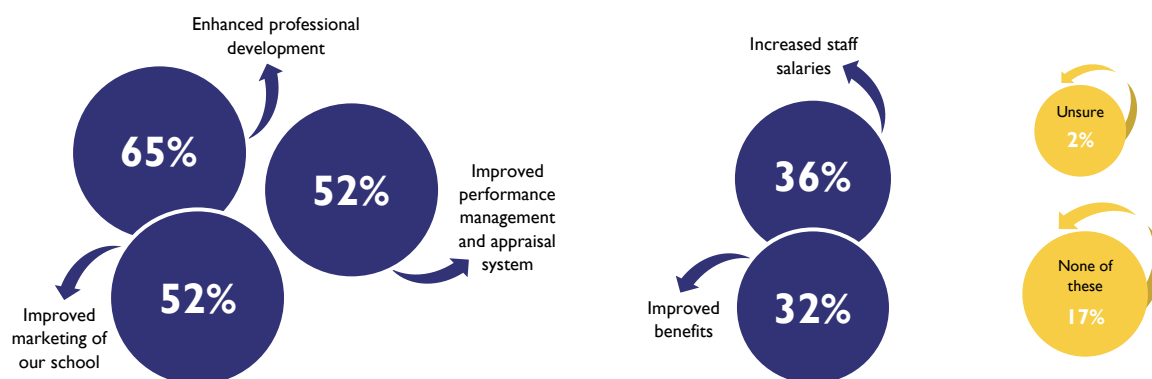 Enhanced professional
development
65%
52%
Improved
performance
management
and appraisal
system
52%
Improved
marketing of
our school
Increased staff
salaries
36%
32%
Improved
benefits
Unsure
2%
None of
these
17%